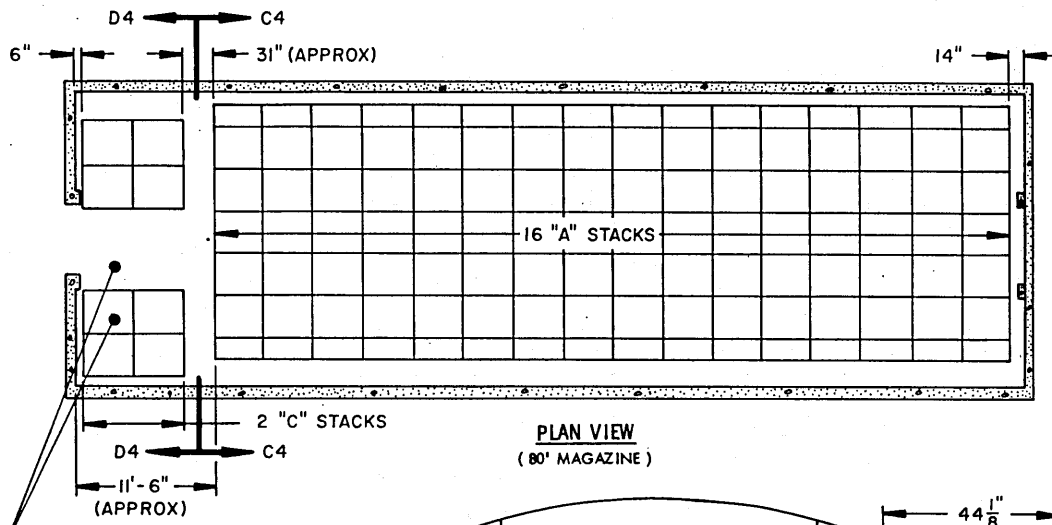 D4 C4
6" 31" (APPROX) 14"
16 "A" STACKS
2 "C" STACKS
D4 C4
PLAN VIEW
( 80' MAGAZINE )
11'-6"
(APPROX)
44 1/8"